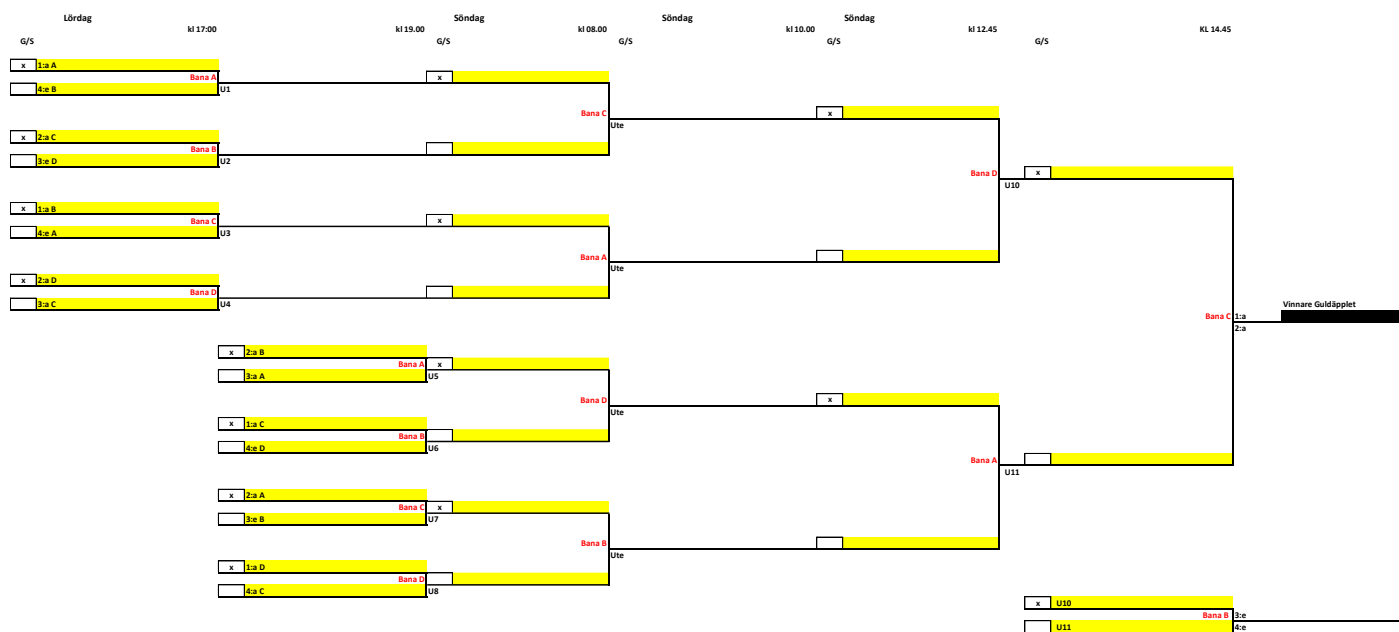 Lördag Söndag Söndag Söndag
kl 17:00 kl 19.00 kl 08.00 kl 10.00 kl 12.45 KL 14.45
G/S G/S G/S G/S G/S
x 1:a A
Bana A
4:e B U1
x
Bana C
Ute
x
x 2:a C
Bana B
3:e D U2
Bana D
U10
x
x 1:a B
Bana C
4:e A U3
x
Bana A
Ute
x 2:a D
Bana D
3:a C U4
Vinnare Guldäpplet
Bana C 1:a
2:a
x 2:a B
Bana A x
3:a A U5
Bana D
Ute
x
x 1:a C
Bana B
4:e D U6
Bana A
U11
x 2:a A
Bana C x
3:e B U7
Bana B
Ute
x 1:a D
Bana D
4:a C U8
x U10
Bana B 3:e
U11 4:e